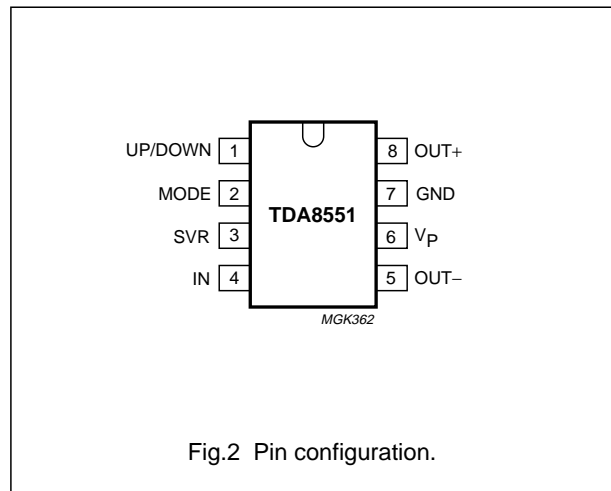 UP/DOWN 1
MODE 2
SVR 3
IN 4
TDA8551
8 OUT+
7 GND
6 VP
5 OUT−
MGK362
Fig.2 Pin configuration.